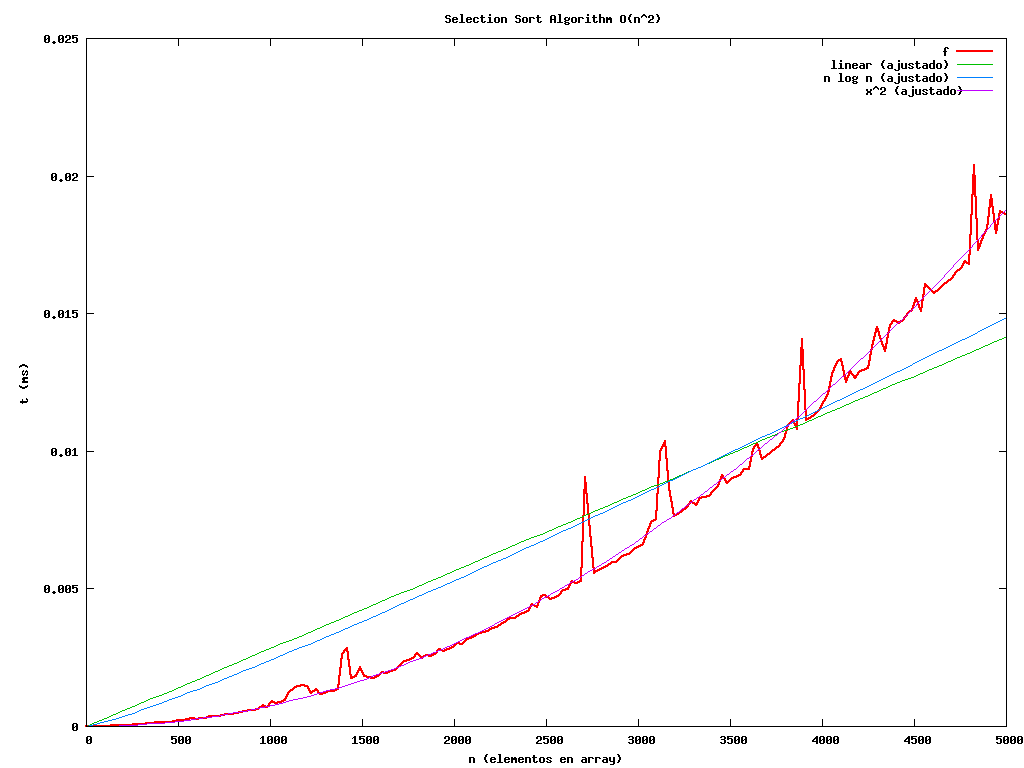 Selection Sort Algorithm O(n^2)
0.025
f
linear (ajustado)
n log n (ajustado)
x^2 (ajustado)
0.02
0.015
t (ms)
0.01
0.005
0
0 500 1000 1500 2000 2500 3000 3500 4000 4500 5000
n (elementos en array)